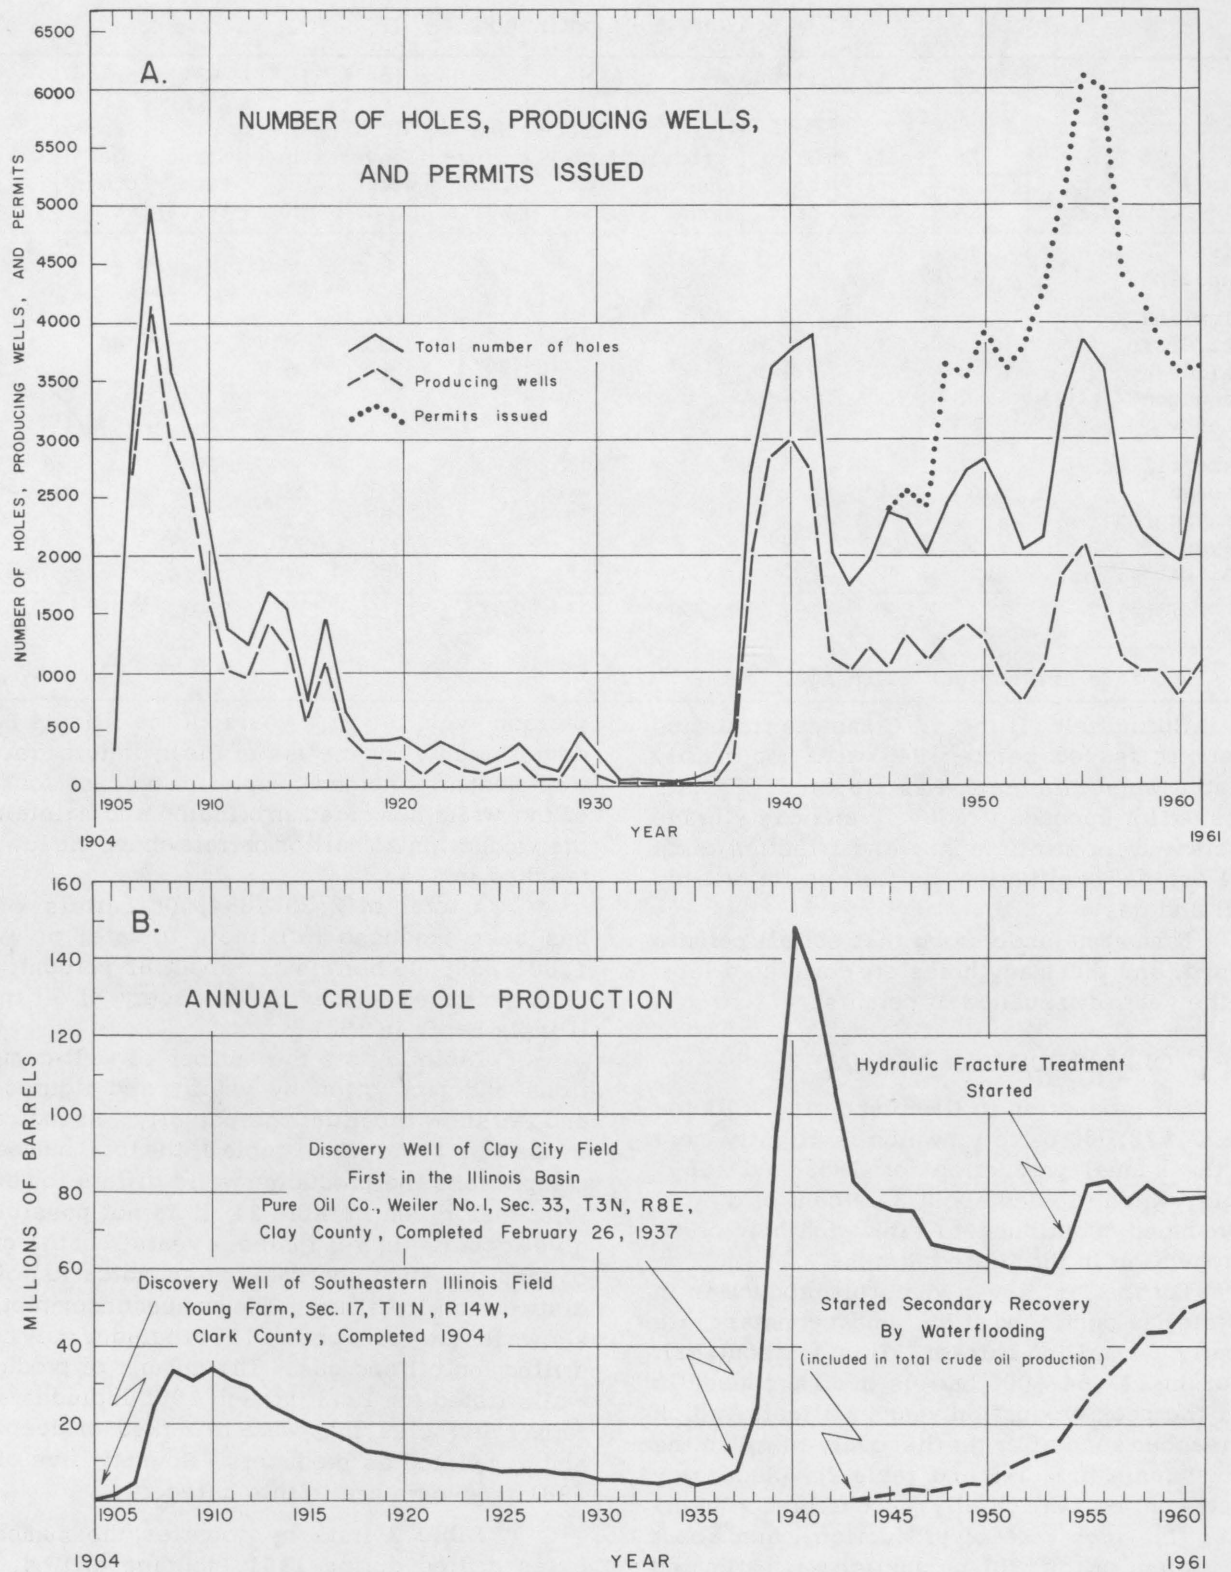 A.
NUMBER OF HOLES, PRODUCING WELLS,
AND PERMITS ISSUED
NUMBER OF HOLES, PRODUCING WELLS, AND PERMITS
6500
6000
5500
5000
4500
4000
3500
3000
2500
2000
1500
1000
500
0
Total number of holes
Producing wells
Permits issued
1905 1910 1920 1930 1940 1950 1960
YEAR
1904 1961
B.
ANNUAL CRUDE OIL PRODUCTION
MILLIONS OF BARRELS
160
140
120
100
80
60
40
20
Hydraulic Fracture Treatment
Started
Discovery Well of Clay City Field
First in the Illinois Basin
Pure Oil Co., Weiler No.1, Sec. 33, T3N, R8E,
Clay County, Completed February 26, 1937
Discovery Well of Southeastern Illinois Field
Young Farm, Sec. 17, T11N, R14W,
Clark County, Completed 1904
Started Secondary Recovery
By Waterflooding
(included in total crude oil production)
1905 1910 1915 1920 1925 1930 1935 1940 1945 1950 1955 1960
1904 YEAR 1961